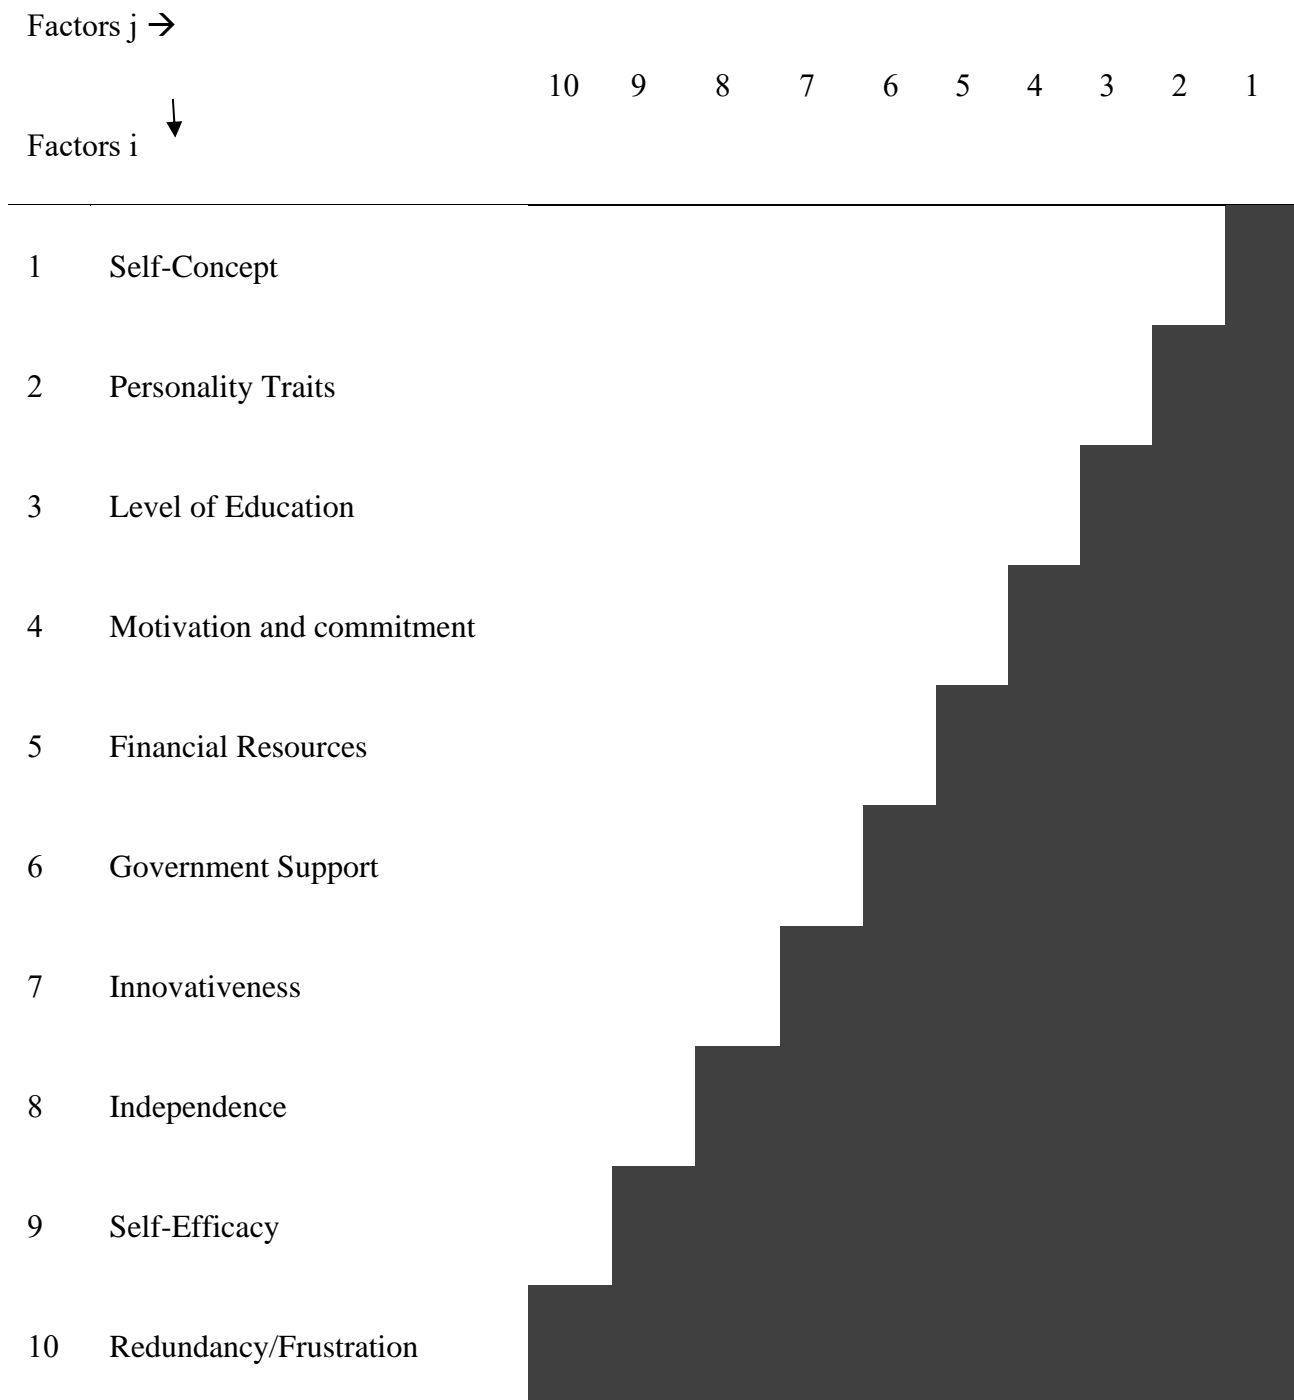 Factors j →
10 9 8 7 6 5 4 3 2 1
Factors i
1 Self-Concept
2 Personality Traits
3 Level of Education
4 Motivation and commitment
5 Financial Resources
6 Government Support
7 Innovativeness
8 Independence
9 Self-Efficacy
10 Redundancy/Frustration